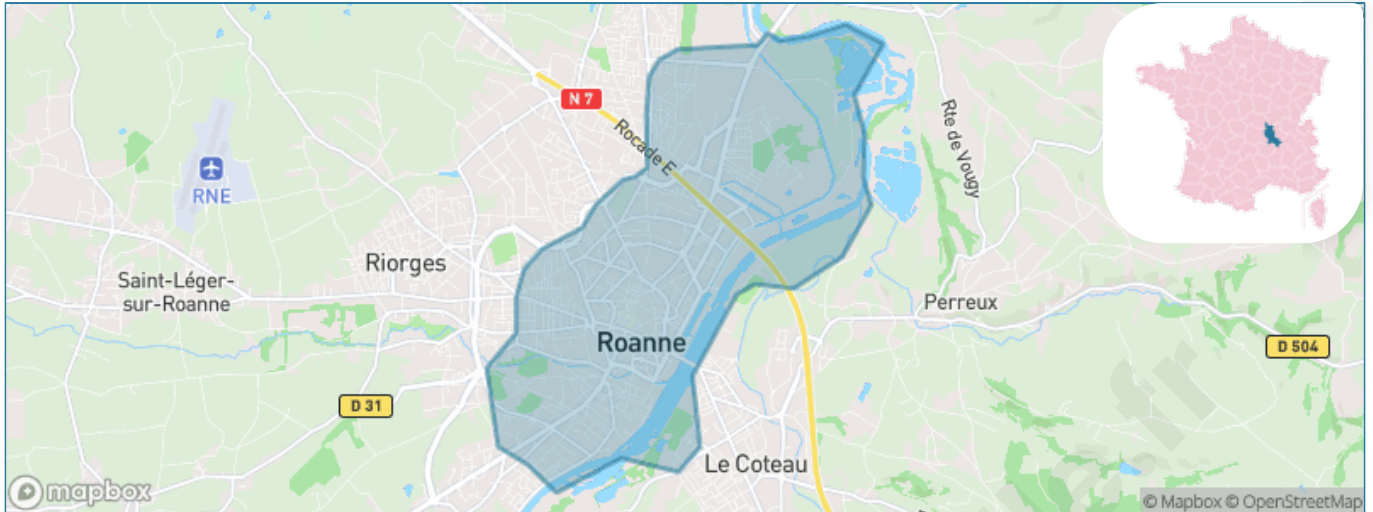 N 7
Rocade E
Rte de Vougy
RNE
Riorges
Saint-Léger-
sur-Roanne
Perreux
Roanne
D 504
D 31
Le Coteau
mapbox
© Mapbox © OpenStreetMap